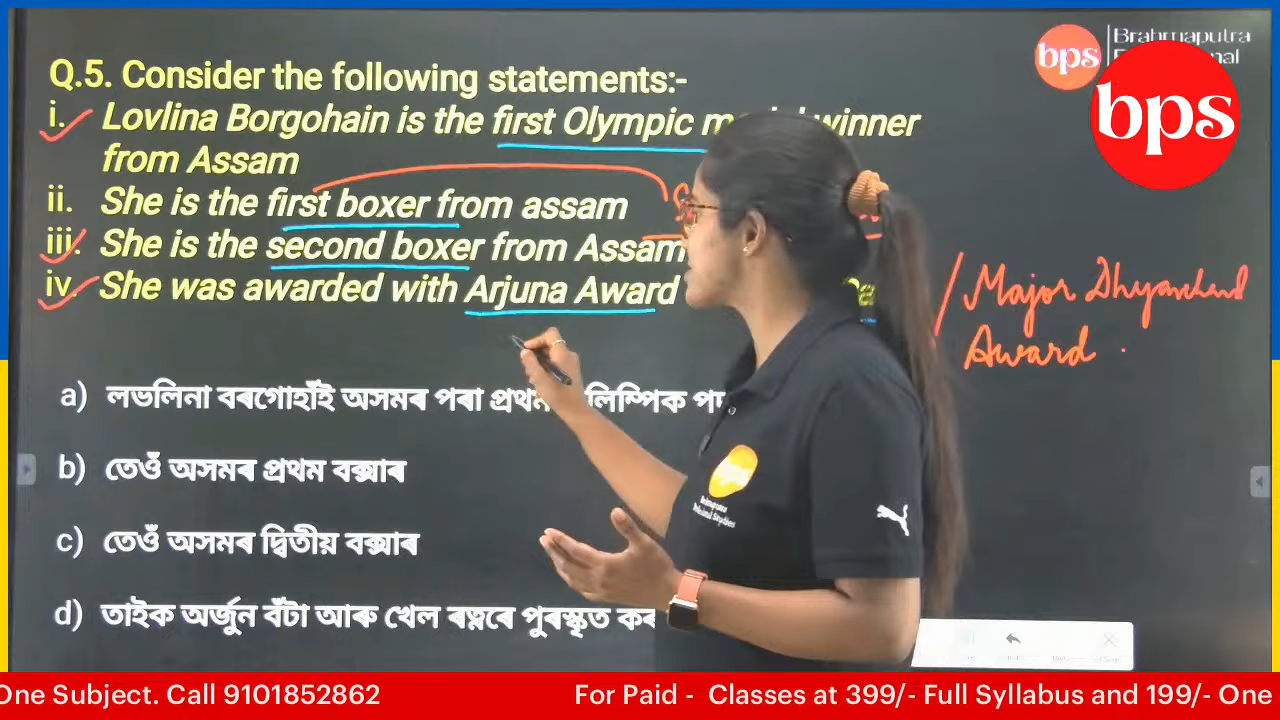 Brahmaputra
bps
bps
Q.5. Consider the following statements:-
i. Lovlina Borgohain is the first Olympic winner
from Assam
ii. She is the first boxer from assam
iii. She is the second boxer from Assam
iv. She was awarded with Arjuna Award
Major Dhyanchand
Award
a) লভলিনা বৰগোহাঁই অসমৰ পৰা প্ৰথম
b) তেওঁ অসমৰ প্ৰথম বক্সাৰ
c) তেওঁ অসমৰ দ্বিতীয় বক্সাৰ
d) তাইক অৰ্জুন বঁটা আৰু খেল ৰত্নৰে পুৰস্কৃত
One Subject. Call 9101852862 For Paid - Classes at 399/- Full Syllabus and 199/- One